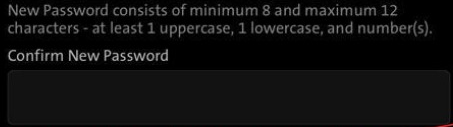 New Password consists of minimum 8 and maximum 12
characters - at least 1 uppercase, 1 lowercase, and number(s).
Confirm New Password